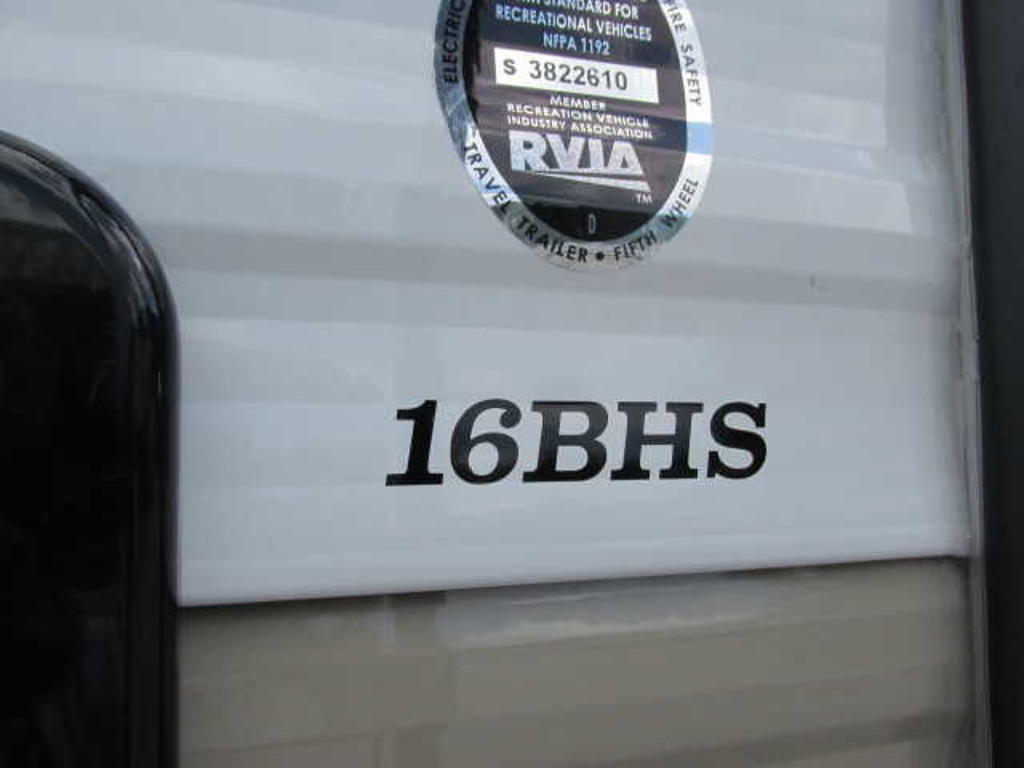 STANDARD FOR
RECREATIONAL VEHICLES
NFPA 1192
ELECTRIC
FIRE SAFETY
S 3822610
MEMBER
RECREATION VEHICLE
INDUSTRY ASSOCIATION
RVIA
TM
D
TRAVEL TRAILER • FIFTH WHEEL
16BHS